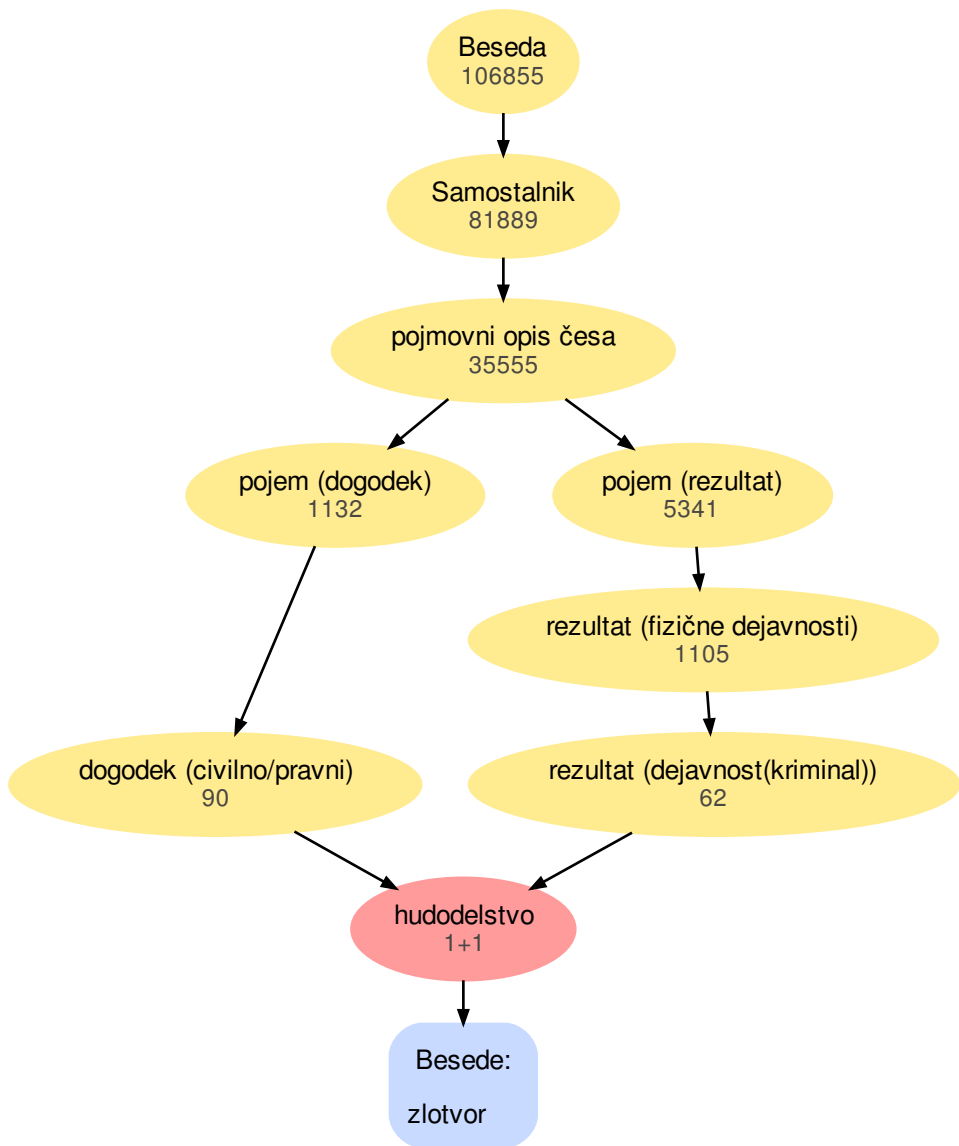 Beseda
106855
Samostalnik
81889
pojmovni opis česa
35555
pojem (dogodek)
1132
pojem (rezultat)
5341
rezultat (fizične dejavnosti)
1105
dogodek (civilno/pravni)
90
rezultat (dejavnost(kriminal))
62
hudodelstvo
1+1
Besede:
zlotvor